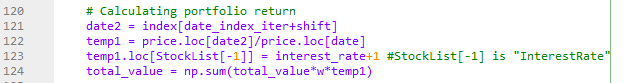 120 # Calculating portfolio return
121 date2 = index[date_index_iter+shift]
122 temp1 = price.loc[date2]/price.loc[date]
123 temp1.loc[StockList[-1]] = interest_rate+1 #StockList[-1] is "InterestRate"
124 total_value = np.sum(total_value*w*temp1)